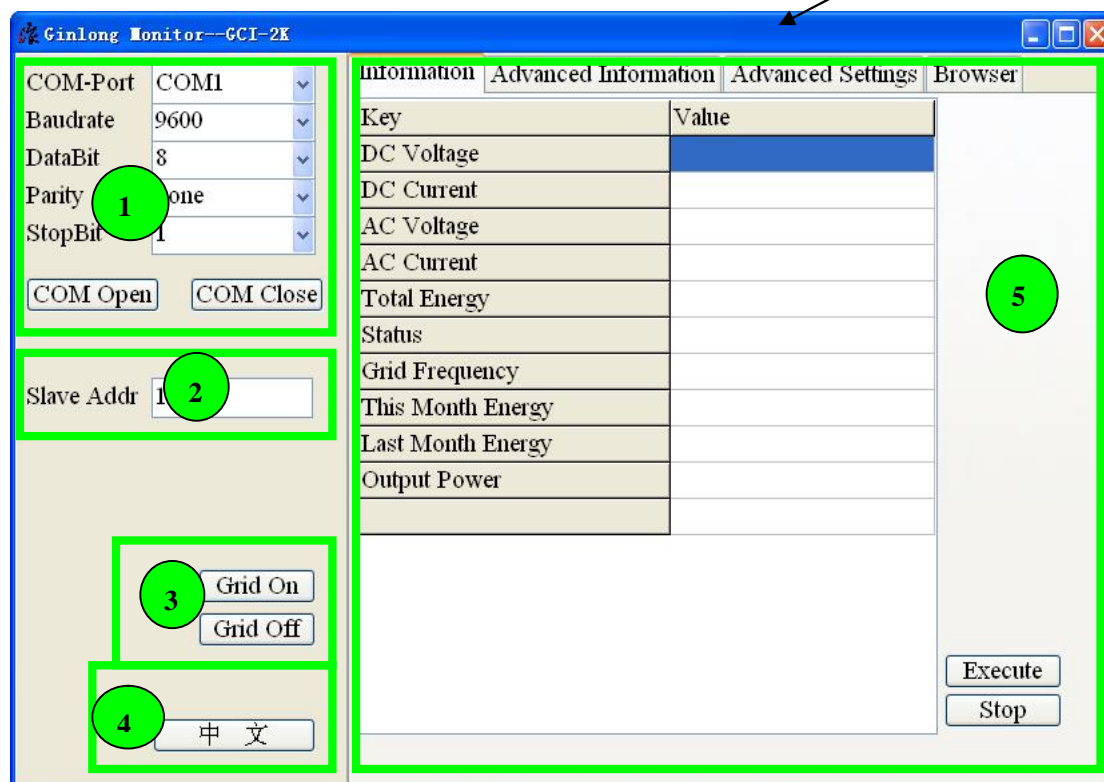 Ginlong Monitor--GCI-2K
COM-Port COM1
Baudrate 9600
DataBit 8
Parity one
StopBit 1
1
COM Open COM Close
Slave Addr 1
2
3
Grid On
Grid Off
4
中 文
Information Advanced Information Advanced Settings Browser
Key Value
DC Voltage
DC Current
AC Voltage
AC Current
Total Energy
Status
Grid Frequency
This Month Energy
Last Month Energy
Output Power
5
Execute
Stop